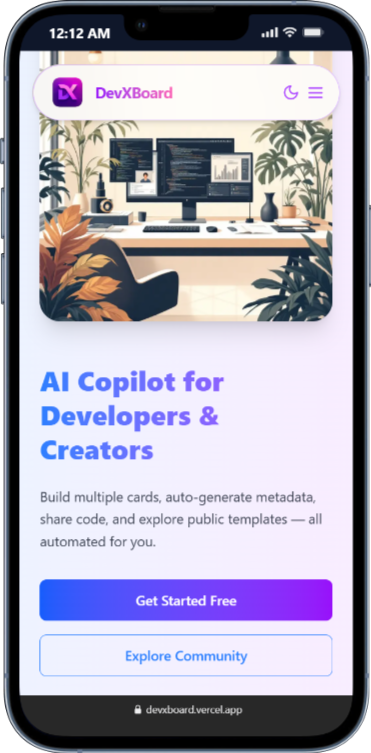 12:12 AM
DevXBoard
AI Copilot for
Developers &
Creators
Build multiple cards, auto-generate metadata,
share code, and explore public templates — all
automated for you.
Get Started Free
Explore Community
devxboard.vercel.app